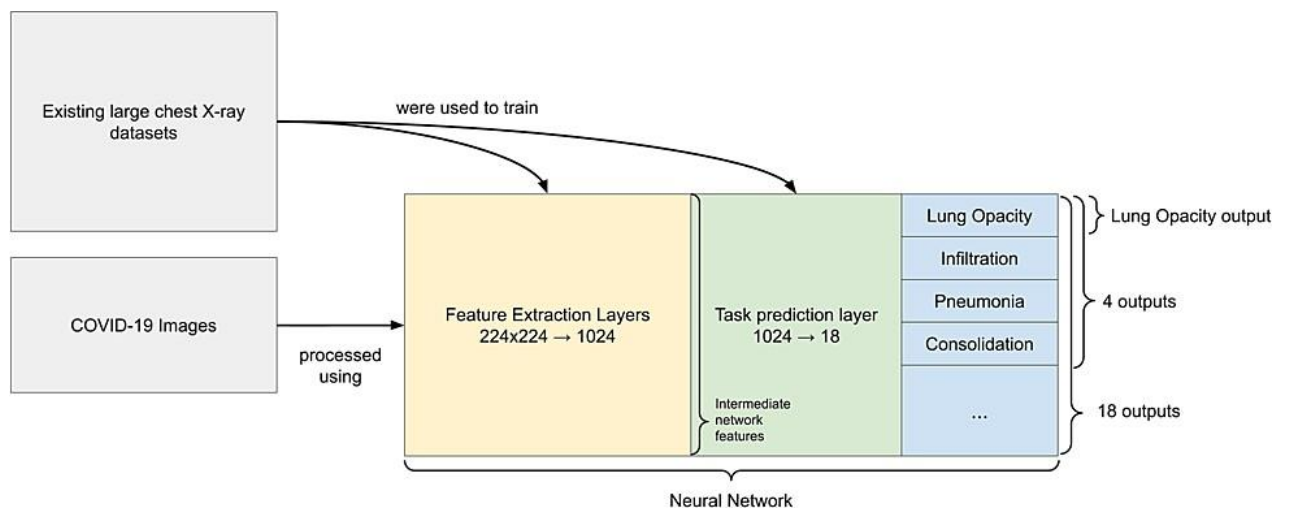 Existing large chest X-ray
datasets
were used to train
COVID-19 Images
processed
using
Feature Extraction Layers
224x224 → 1024
Intermediate
network
features
Task prediction layer
1024 → 18
Lung Opacity
Infiltration
Pneumonia
Consolidation
...
Lung Opacity output
4 outputs
18 outputs
Neural Network